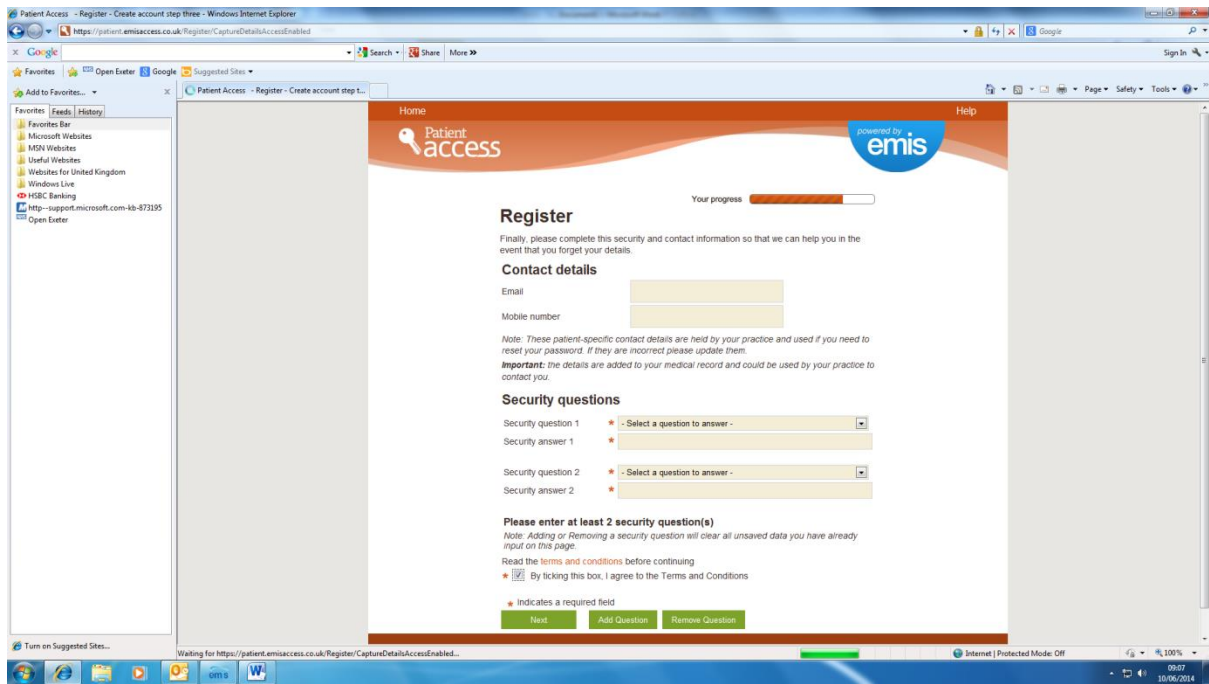 Patient Access - Register - Create account step three - Windows Internet Explorer
https://patient.emisaccess.co.uk/Register/CaptureDetailsAccessEnabled
Google
x Google Search Share More >> Sign In
Favorites Open Exeter Google Suggested Sites
Add to Favorites... x Patient Access - Register - Create account step t... Page Safety Tools
Favorites Feeds History
Favorites Bar
Microsoft Websites
MSN Websites
Useful Websites
Websites for United Kingdom
Windows Live
HSBC Banking
http--support.microsoft.com-kb-873195
Open Exeter
Turn on Suggested Sites...
Home Help
Patient
access
powered by
emis
Your progress
Register
Finally, please complete this security and contact information so that we can help you in the
event that you forget your details.
Contact details
Email
Mobile number
Note: These patient-specific contact details are held by your practice and used if you need to
reset your password. If they are incorrect please update them.
Important: the details are added to your medical record and could be used by your practice to
contact you.
Security questions
Security question 1 * - Select a question to answer -
Security answer 1 *
Security question 2 * - Select a question to answer -
Security answer 2 *
Please enter at least 2 security question(s)
Note: Adding or Removing a security question will clear all unsaved data you have already
input on this page.
Read the terms and conditions before continuing
* By ticking this box, I agree to the Terms and Conditions
* Indicates a required field
Next Add Question Remove Question
Waiting for https://patient.emisaccess.co.uk/Register/CaptureDetailsAccessEnabled... Internet | Protected Mode: Off 100%
ems W 09:07
10/06/2014